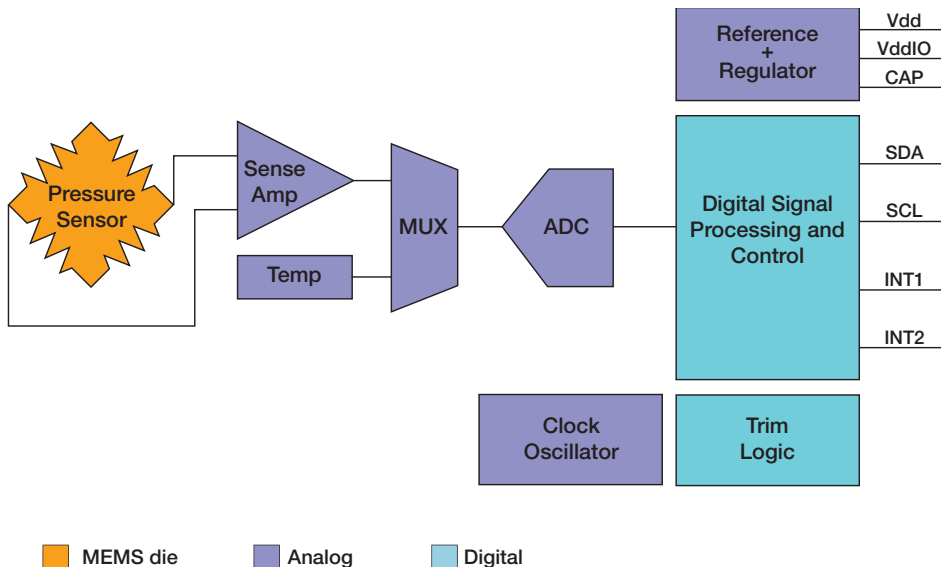 Reference
+
Regulator
Vdd
VddIO
CAP
Pressure
Sensor
Sense
Amp
Temp
MUX
ADC
Digital Signal
Processing and
Control
SDA
SCL
INT1
INT2
Clock
Oscillator
Trim
Logic
MEMS die
Analog
Digital